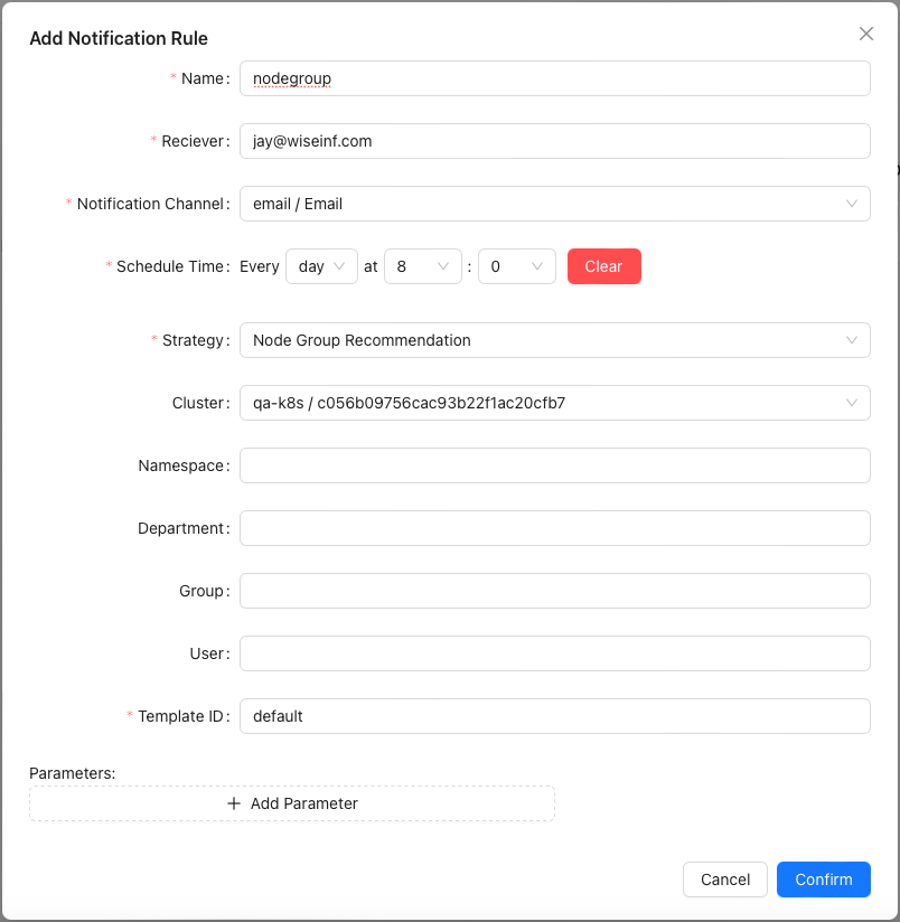 Add Notification Rule
* Name: nodegroup
* Reciever: jay@wiseinf.com
* Notification Channel: email / Email
* Schedule Time: Every day at 8 : 0 Clear
* Strategy: Node Group Recommendation
Cluster: qa-k8s / c056b09756cac93b22f1ac20cfb7
Namespace:
Department:
Group:
User:
* Template ID: default
Parameters:
+ Add Parameter
Cancel Confirm